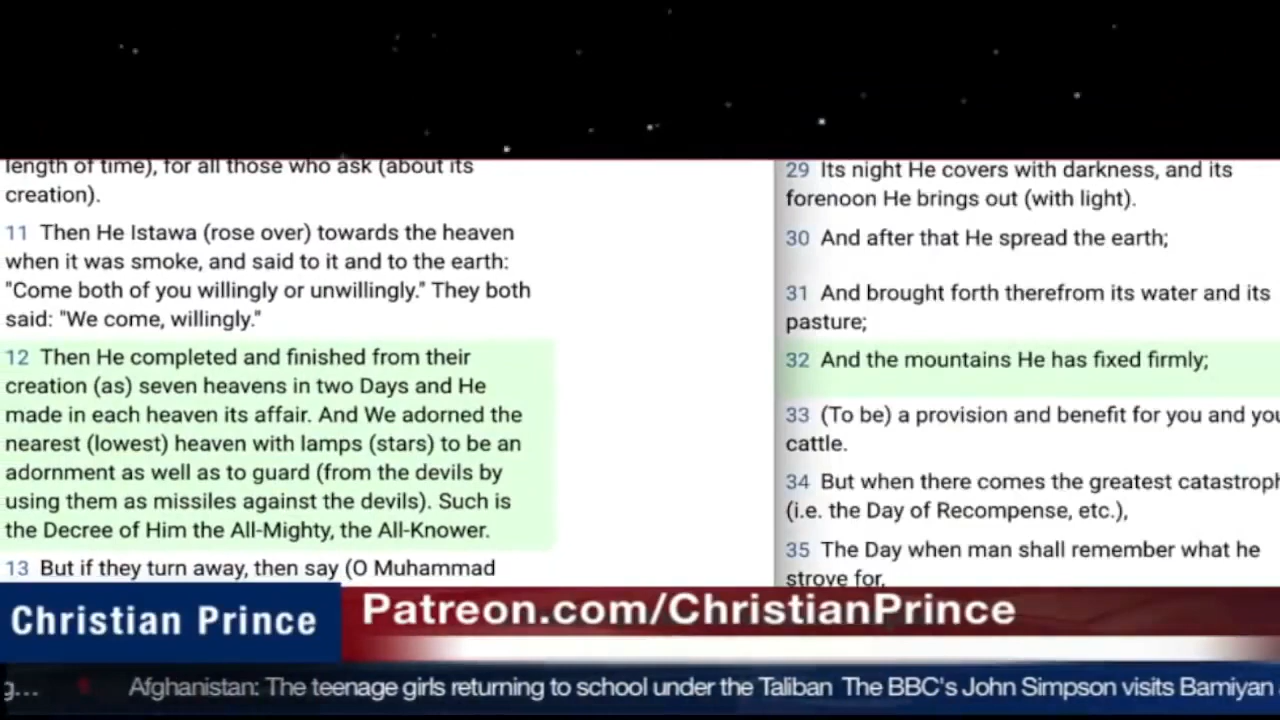 length of time), for all those who ask (about its
creation).
11 Then He Istawa (rose over) towards the heaven
when it was smoke, and said to it and to the earth:
"Come both of you willingly or unwillingly." They both
said: "We come, willingly."
12 Then He completed and finished from their
creation (as) seven heavens in two Days and He
made in each heaven its affair. And We adorned the
nearest (lowest) heaven with lamps (stars) to be an
adornment as well as to guard (from the devils by
using them as missiles against the devils). Such is
the Decree of Him the All-Mighty, the All-Knower.
13 But if they turn away, then say (O Muhammad
29 Its night He covers with darkness, and its
forenoon He brings out (with light).
30 And after that He spread the earth;
31 And brought forth therefrom its water and its
pasture;
32 And the mountains He has fixed firmly;
33 (To be) a provision and benefit for you and you
cattle.
34 But when there comes the greatest catastroph
(i.e. the Day of Recompense, etc.),
35 The Day when man shall remember what he
strove for,
Christian Prince
Patreon.com/ChristianPrince
g... Afghanistan: The teenage girls returning to school under the Taliban The BBC's John Simpson visits Bamiyan